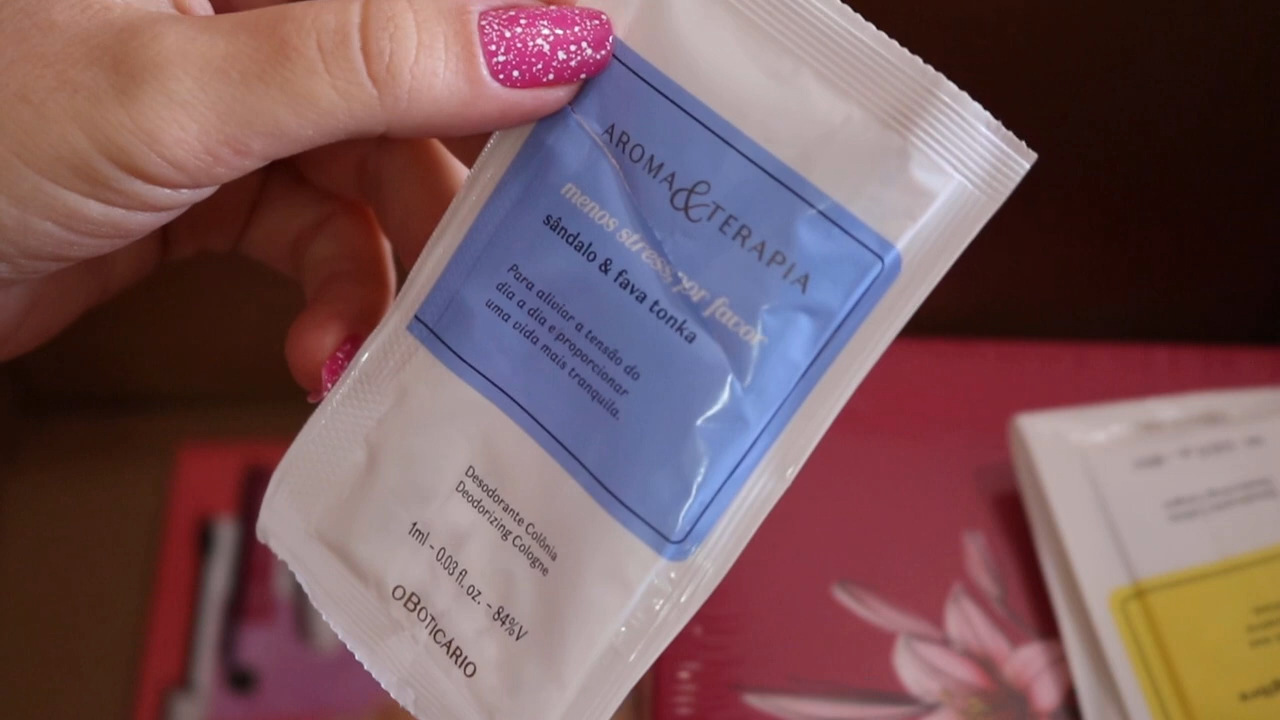 AROMA & TERAPIA
menos stress, por favor
sândalo & fava tonka
Para aliviar a tensão do
dia a dia e proporcionar
uma vida mais tranquila.
Desodorante Colônia
Deodorizing Cologne
1ml - 0.03 fl. oz. - 84%V
oBOTICÁRIO